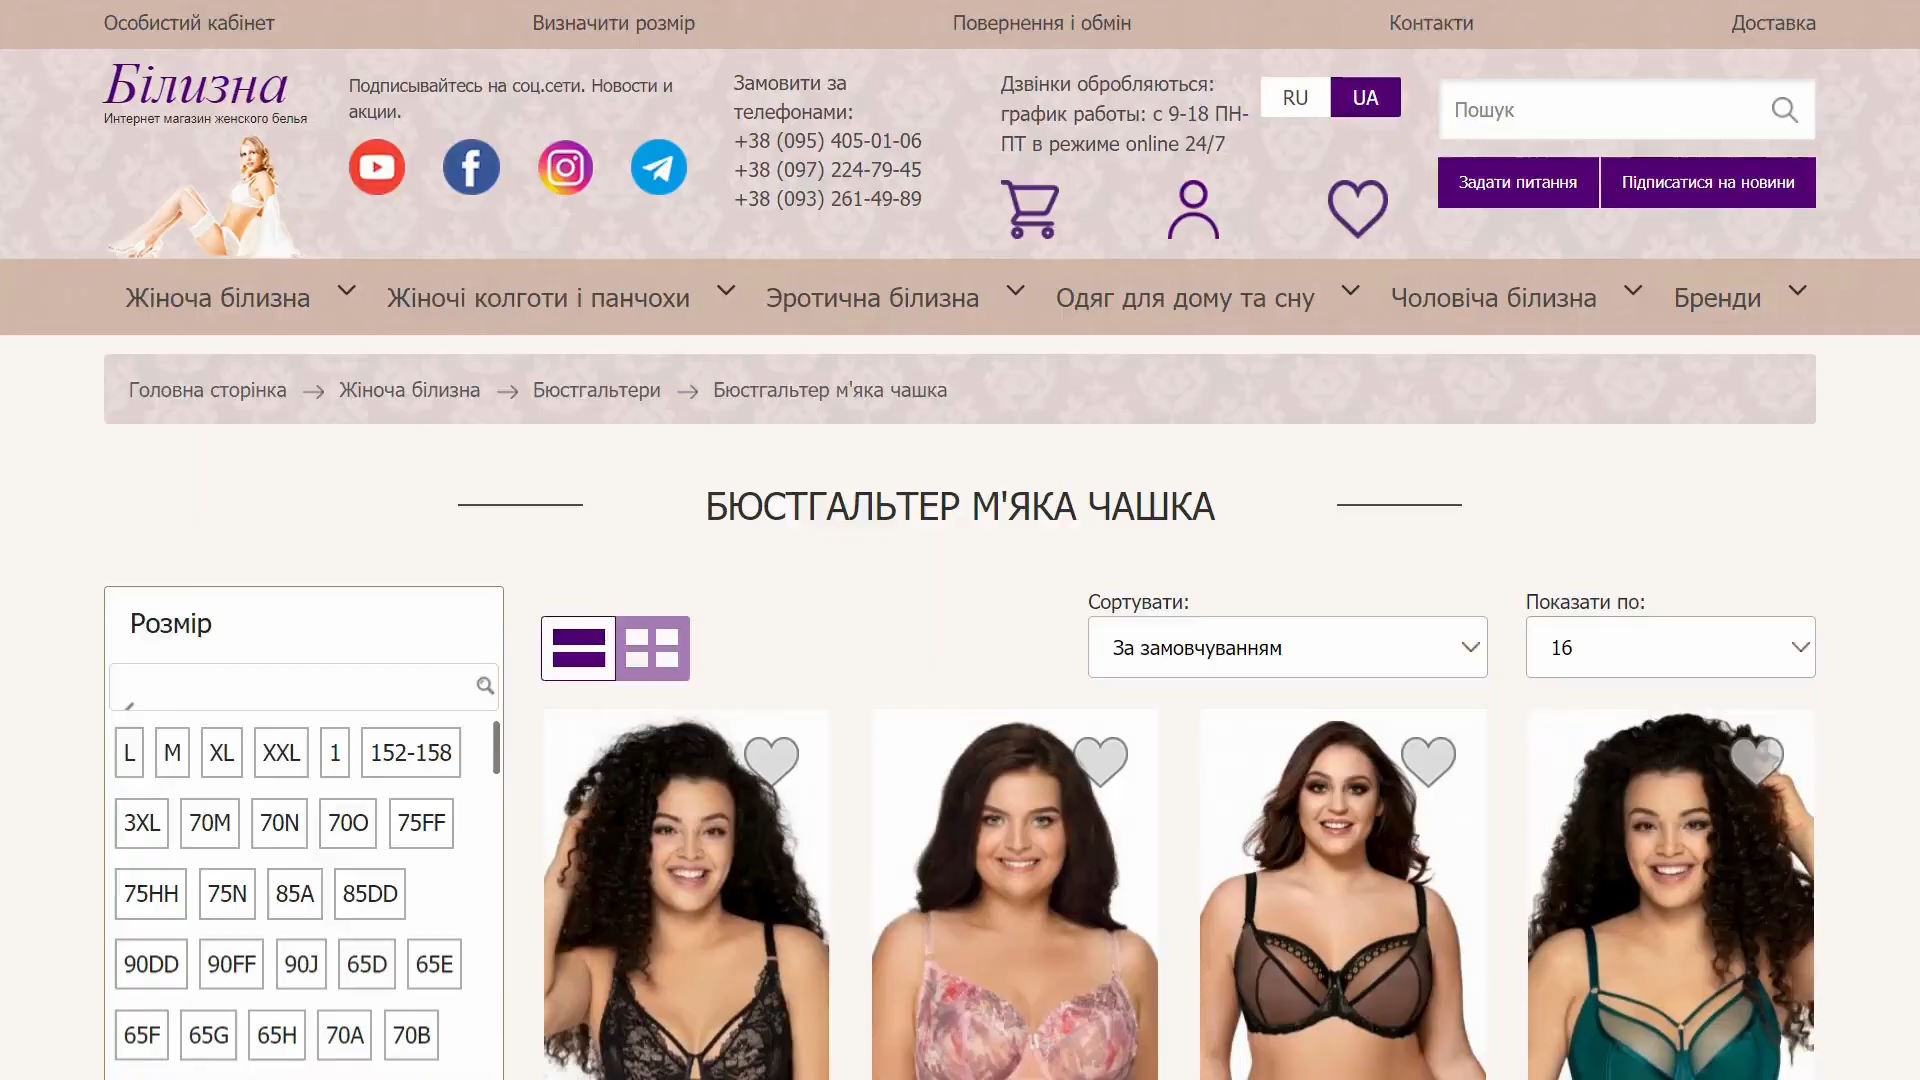 Особистий кабінет
Визначити розмір
Повернення і обмін
Контакти
Доставка
Білизна
Интернет магазин женского белья
Подписывайтесь на соц.сети. Новости и
акции.
Замовити за
телефонами:
+38 (095) 405-01-06
+38 (097) 224-79-45
+38 (093) 261-49-89
Дзвінки обробляються:
график работы: с 9-18 ПН-
ПТ в режиме online 24/7
RU
UA
Пошук
Задати питання
Підписатися на новини
Жіноча білизна
Жіночі колготи і панчохи
Эротична білизна
Одяг для дому та сну
Чоловіча білизна
Бренди
Головна сторінка
Жіноча білизна
Бюстгальтери
Бюстгальтер м'яка чашка
БЮСТГАЛЬТЕР М'ЯКА ЧАШКА
Розмір
Сортувати:
За замовчуванням
Показати по:
16
L M XL XXL 1 152-158
3XL 70M 70N 70O 75FF
75HH 75N 85A 85DD
90DD 90FF 90J 65D 65E
65F 65G 65H 70A 70B